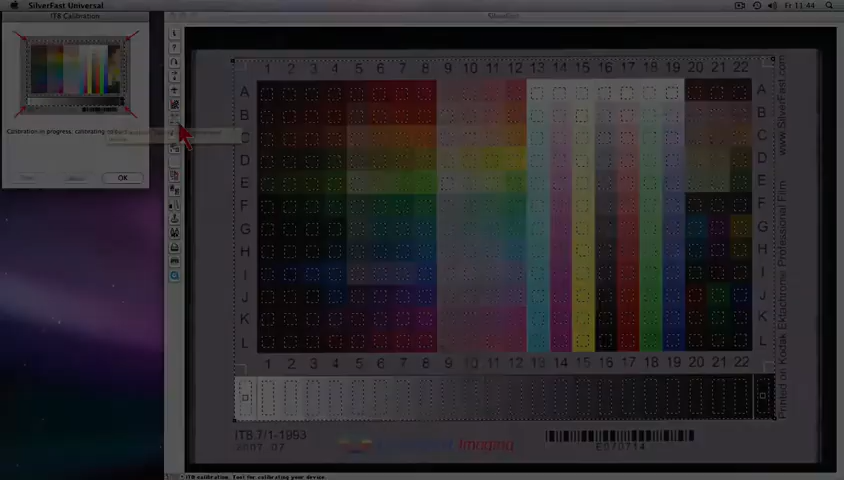 SilverFast Universal
Fr 11:44
IT8 Calibration
SilverFast
Calibration in progress, calibrating
OK
1 2 3 4 5 6 7 8 9 10 11 12 13 14 15 16 17 18 19 20 21 22
A A
B B
C C
D D
E E
F F
G G
H H
I I
J J
K K
L L
1 2 3 4 5 6 7 8 9 10 11 12 13 14 15 16 17 18 19 20 21 22
www.SilverFast.com
Printed on Kodak Ektachrome Professional Film
IT8.7/1-1993
2007 07
Imaging
E070714
* IT8 calibration. Tool for calibrating your device.